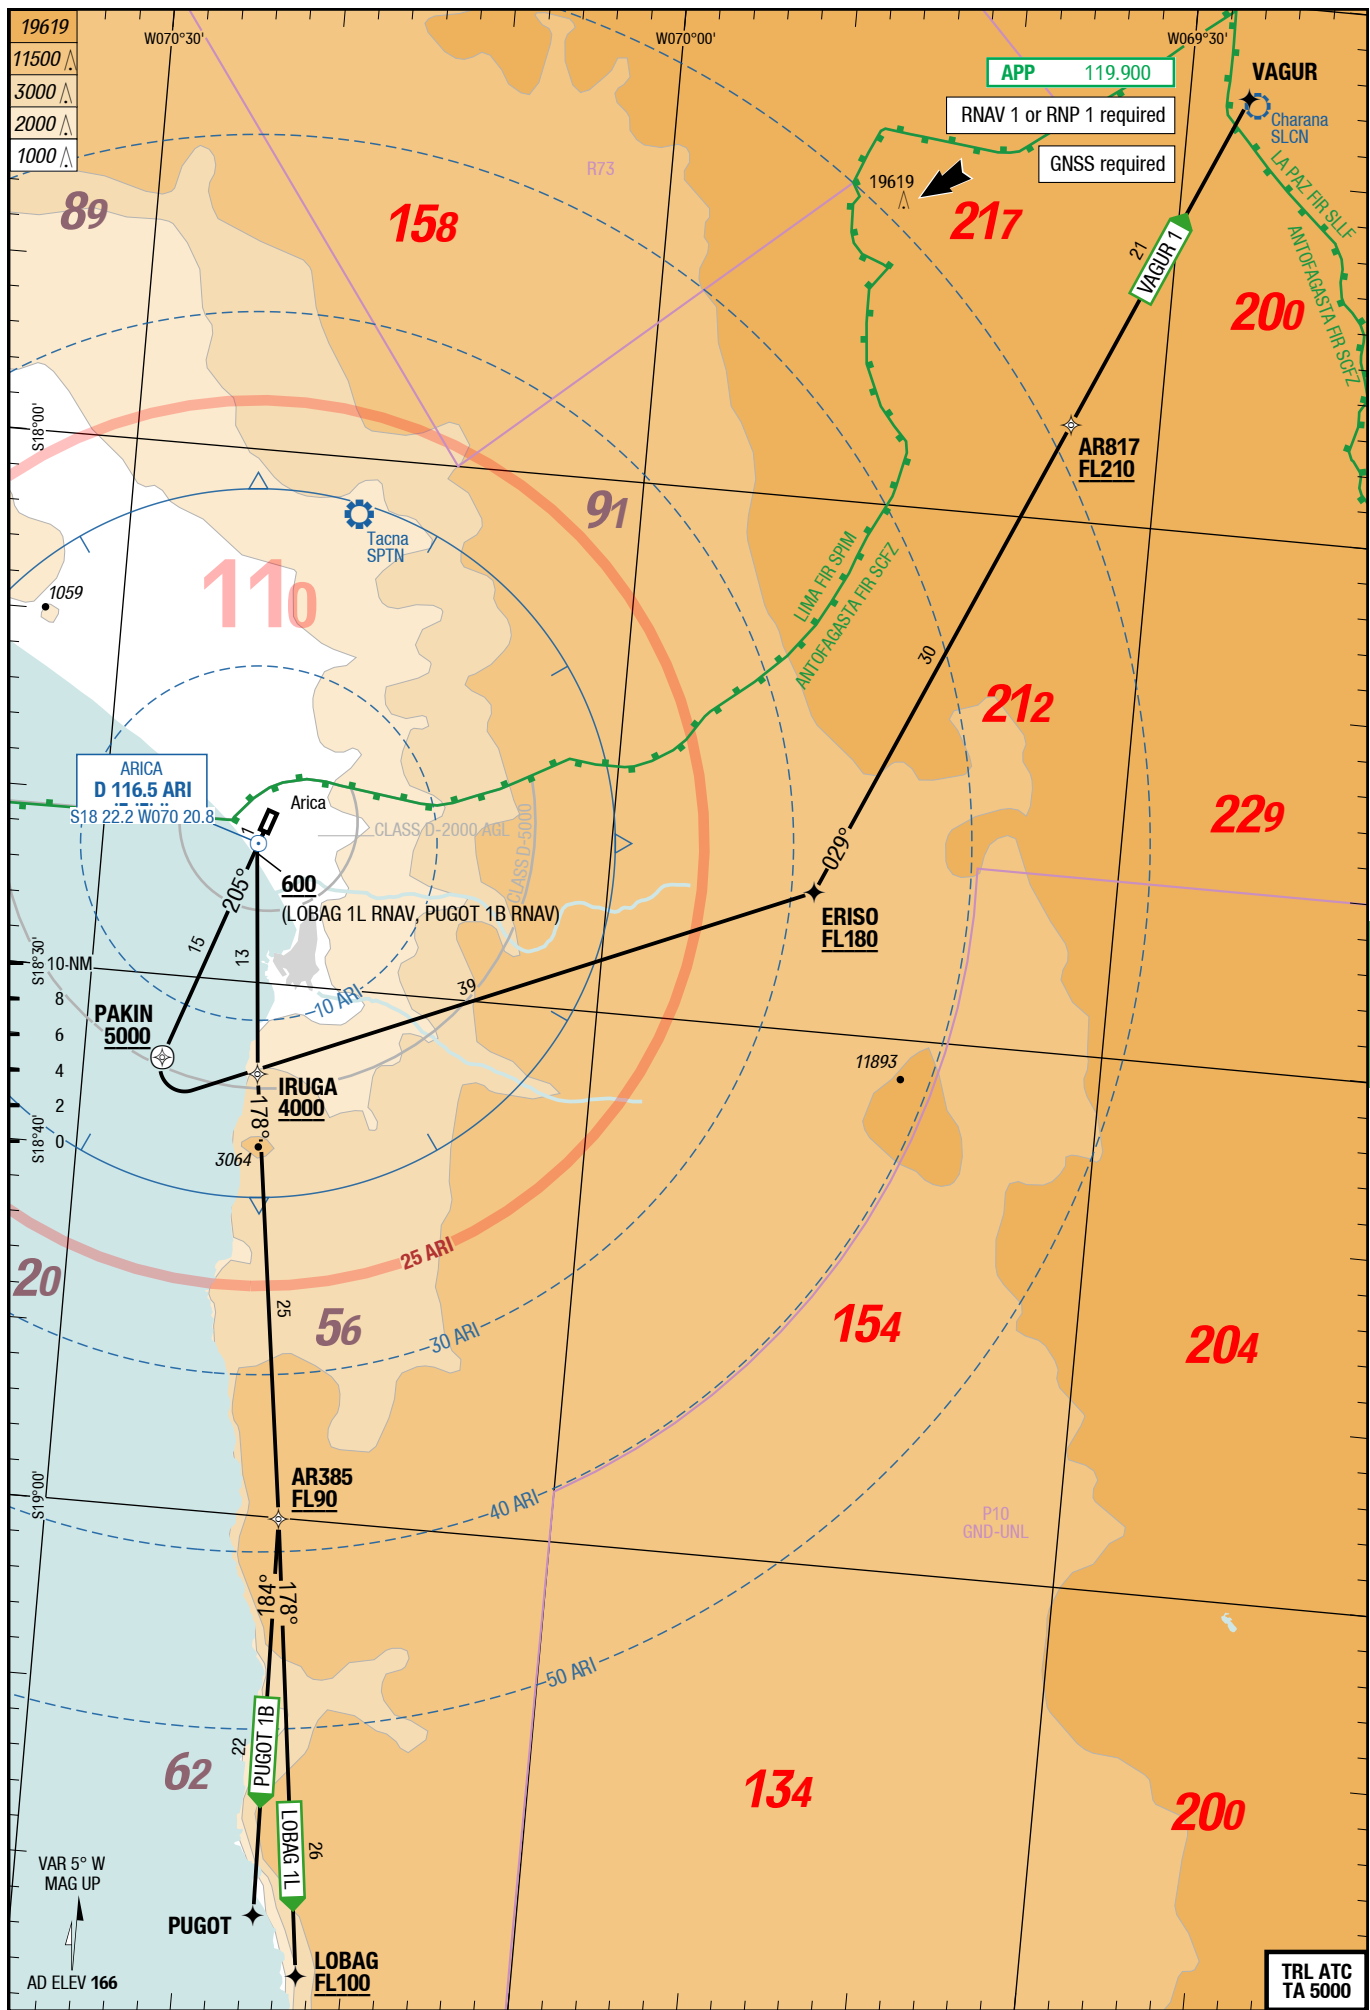 19619
11500
3000
2000
1000
W070°30'
W070°00'
W069°30'
APP 119.900
RNAV 1 or RNP 1 required
GNSS required
VAGUR
Charana
SLCN
LA PAZ FIR SLLF
ANTOFAGASTA FIR SCFZ
R73
19619
89
158
217
200
21
VAGUR 1
S18°00'
AR817
FL210
91
Tacna
SPTN
110
1059
LIMA FIR SPIM
ANTOFAGASTA FIR SCFZ
30
212
229
ARICA
D 116.5 ARI
S18 22.2 W070 20.8
Arica
1
CLASS D-2000 AGL
CLASS D-5000
029°
205°
600
(LOBAG 1L RNAV, PUGOT 1B RNAV)
ERISO
FL180
15
13
39
S18°30'
10-NM
8
6
4
2
0
10 ARI
PAKIN
5000
IRUGA
4000
178°
11893
S18°40'
3064
25 ARI
20
25
56
30 ARI
154
204
AR385
FL90
S19°00'
40 ARI
P10
GND-UNL
184°
178°
50 ARI
PUGOT 1B
22
62
134
200
LOBAG 1L
26
VAR 5° W
MAG UP
PUGOT
LOBAG
FL100
AD ELEV 166
TRL ATC
TA 5000